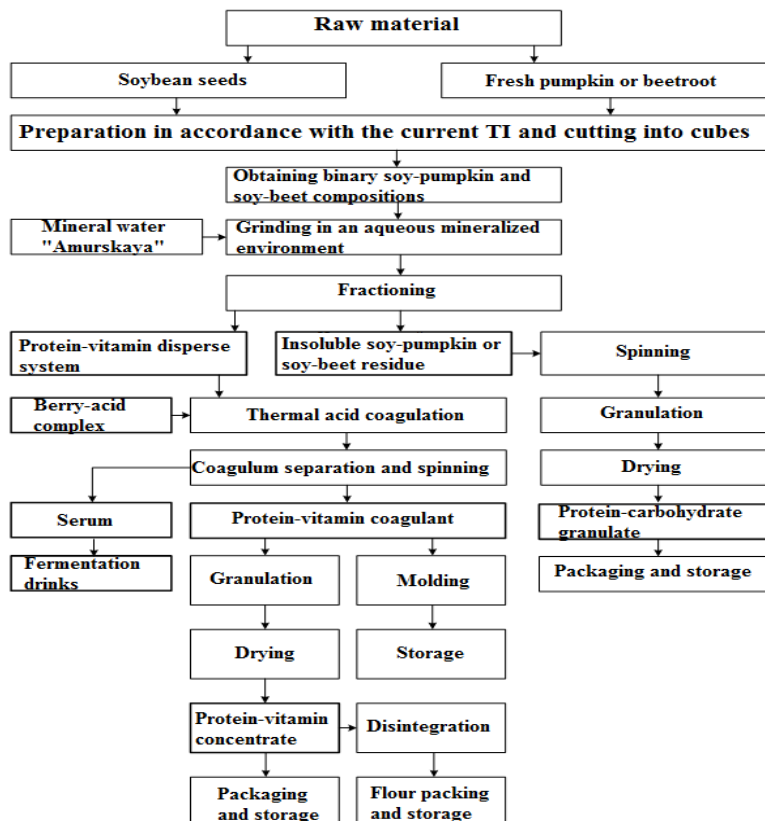 Raw material
Soybean seeds
Fresh pumpkin or beetroot
Preparation in accordance with the current TI and cutting into cubes
Obtaining binary soy-pumpkin and
soy-beet compositions
Mineral water
"Amurskaya"
Grinding in an aqueous mineralized
environment
Fractioning
Protein-vitamin disperse
system
Insoluble soy-pumpkin or
soy-beet residue
Spinning
Berry-acid
complex
Thermal acid coagulation
Granulation
Coagulum separation and spinning
Drying
Serum
Protein-vitamin coagulant
Protein-carbohydrate
granulate
Fermentation
drinks
Granulation
Molding
Packaging and storage
Drying
Storage
Protein-vitamin
concentrate
Disintegration
Packaging
and storage
Flour packing
and storage